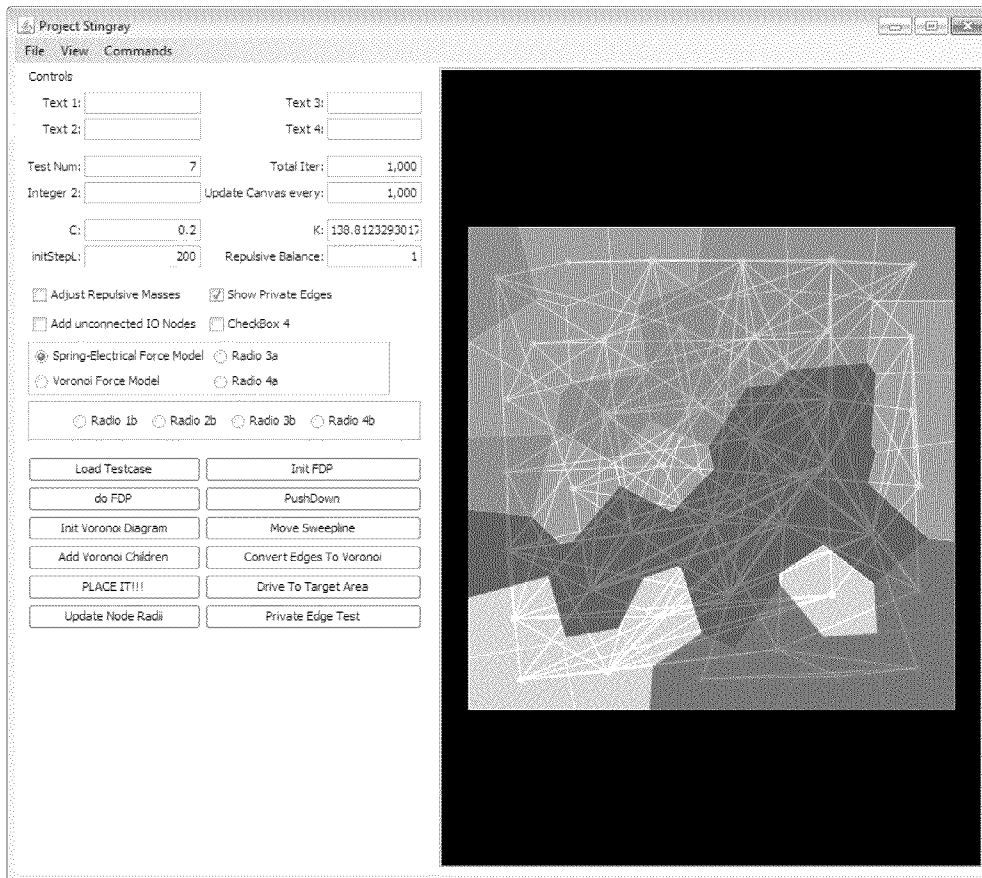 Project Stingray
File View Commands
Controls
Text 1: Text 3:
Text 2: Text 4:
Test Num: 7 Total Iter: 1,000
Integer 2: Update Canvas every: 1,000
C: 0.2 K: 138.8123293017
initStepL: 200 Repulsive Balance: 1
Adjust Repulsive Masses Show Private Edges
Add unconnected IO Nodes CheckBox 4
Spring-Electrical Force Model Radio 3a
Voronoi Force Model Radio 4a
Radio 1b Radio 2b Radio 3b Radio 4b
Load Testcase Init FDP
do FDP PushDown
Init Voronoi Diagram Move Sweepline
Add Voronoi Children Convert Edges To Voronoi
PLACE IT!!! Drive To Target Area
Update Node Radii Private Edge Test